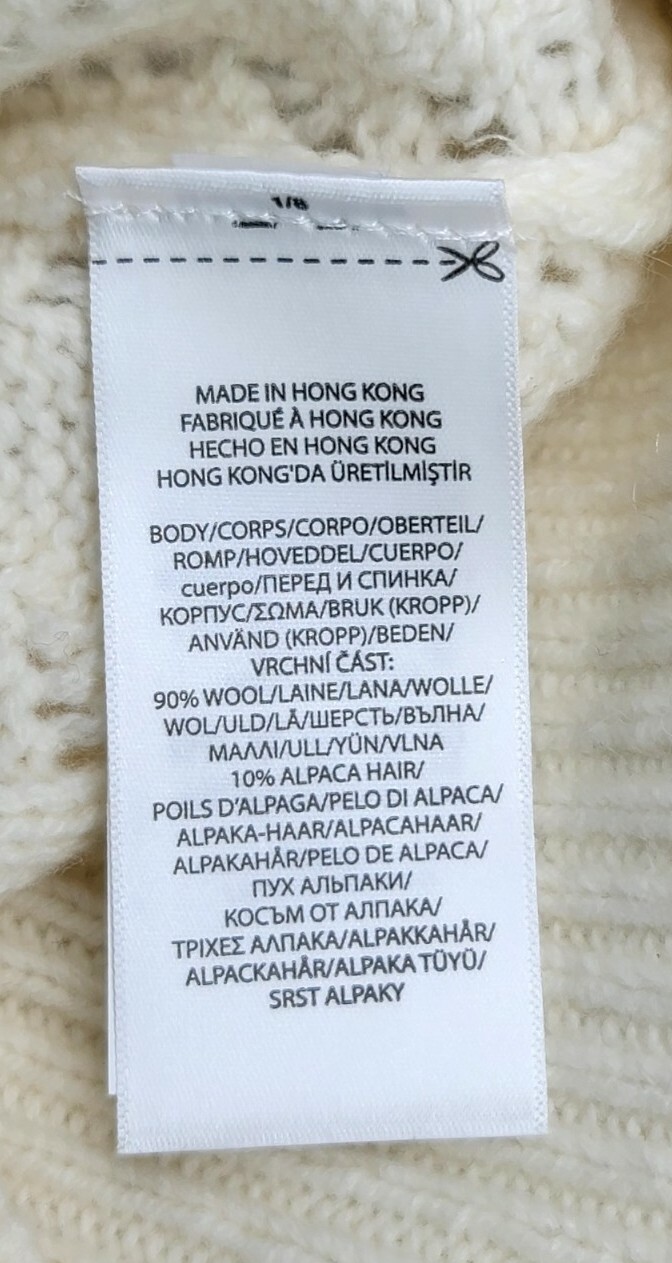 1/8
MADE IN HONG KONG
FABRIQUÉ À HONG KONG
HECHO EN HONG KONG
HONG KONG'DA ÜRETİLMİŞTİR
BODY/CORPS/CORPO/OBERTEIL/
ROMP/HOVEDDEL/CUERPO/
cuerpo/ПЕРЕД И СПИНКА/
КОРПУС/ΣΩΜΑ/BRUK (KROPP)/
ANVÄND (KROPP)/BEDEN/
VRCHNÍ ČÁST:
90% WOOL/LAINE/LANA/WOLLE/
WOL/ULD/LÃ/ШЕРСТЬ/ВЪЛНА/
ΜΑΛΛΙ/ULL/YÜN/VLNA
10% ALPACA HAIR/
POILS D'ALPAGA/PELO DI ALPACA/
ALPAKA-HAAR/ALPACAHAAR/
ALPAKAHÅR/PELO DE ALPACA/
ПУХ АЛЬПАКИ/
КОСЪМ ОТ АЛПАКА/
ΤΡΙΧΕΣ ΑΛΠΑΚΑ/ALPAKKAHÅR/
ALPACKAHÅR/ALPAKA TÜYÜ/
SRST ALPAKY